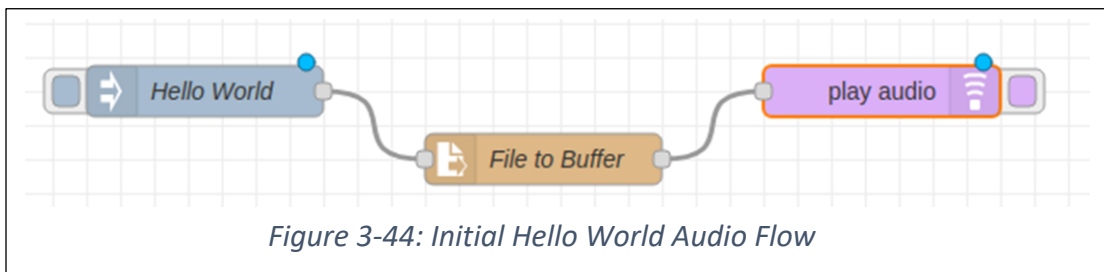 Hello World
play audio
File to Buffer
Figure 3-44: Initial Hello World Audio Flow